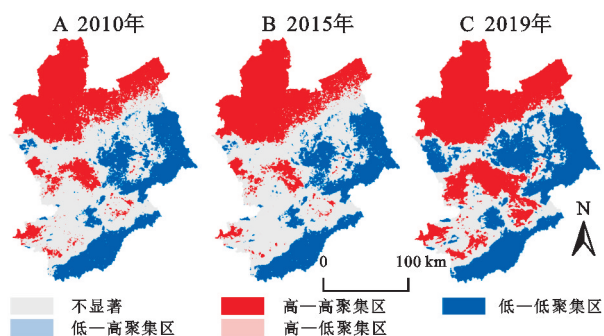 A 2010年 B 2015年 C 2019年
N
0 100 km
不显著 高—高聚集区 低—低聚集区
低—高聚集区 高—低聚集区